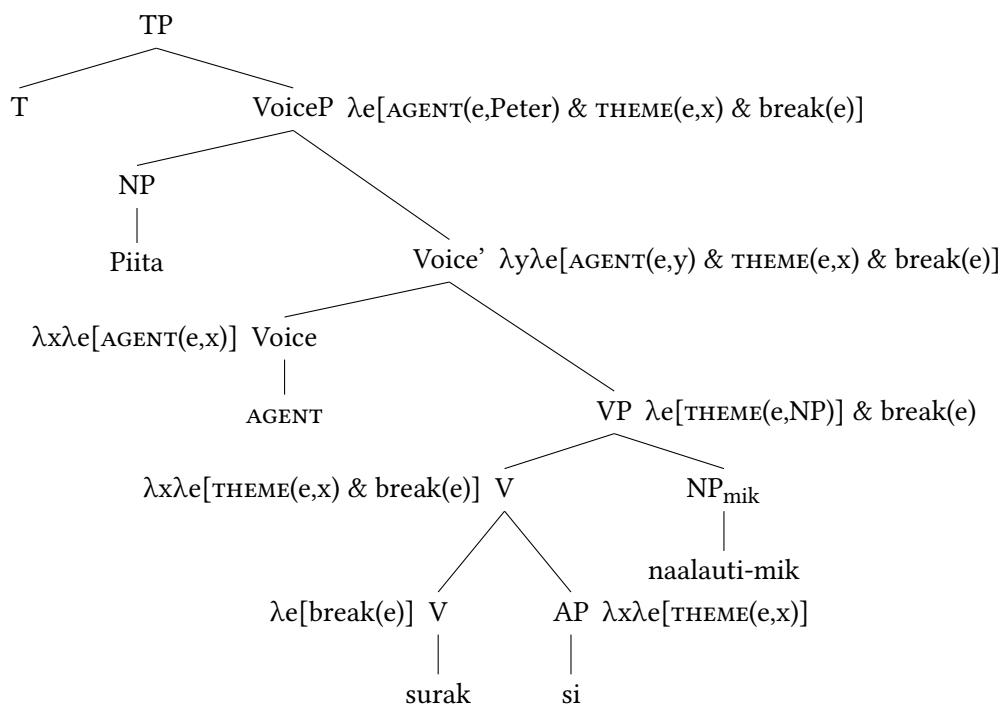 TP
T
VoiceP λe[AGENT(e,Peter) & THEME(e,x) & break(e)]
NP
Piita
Voice’ λyλe[AGENT(e,y) & THEME(e,x) & break(e)]
λxλe[AGENT(e,x)] Voice
AGENT
VP λe[THEME(e,NP)] & break(e)
λxλe[THEME(e,x) & break(e)] V
NPmik
naalauti-mik
λe[break(e)] V
AP λxλe[THEME(e,x)]
surak
si